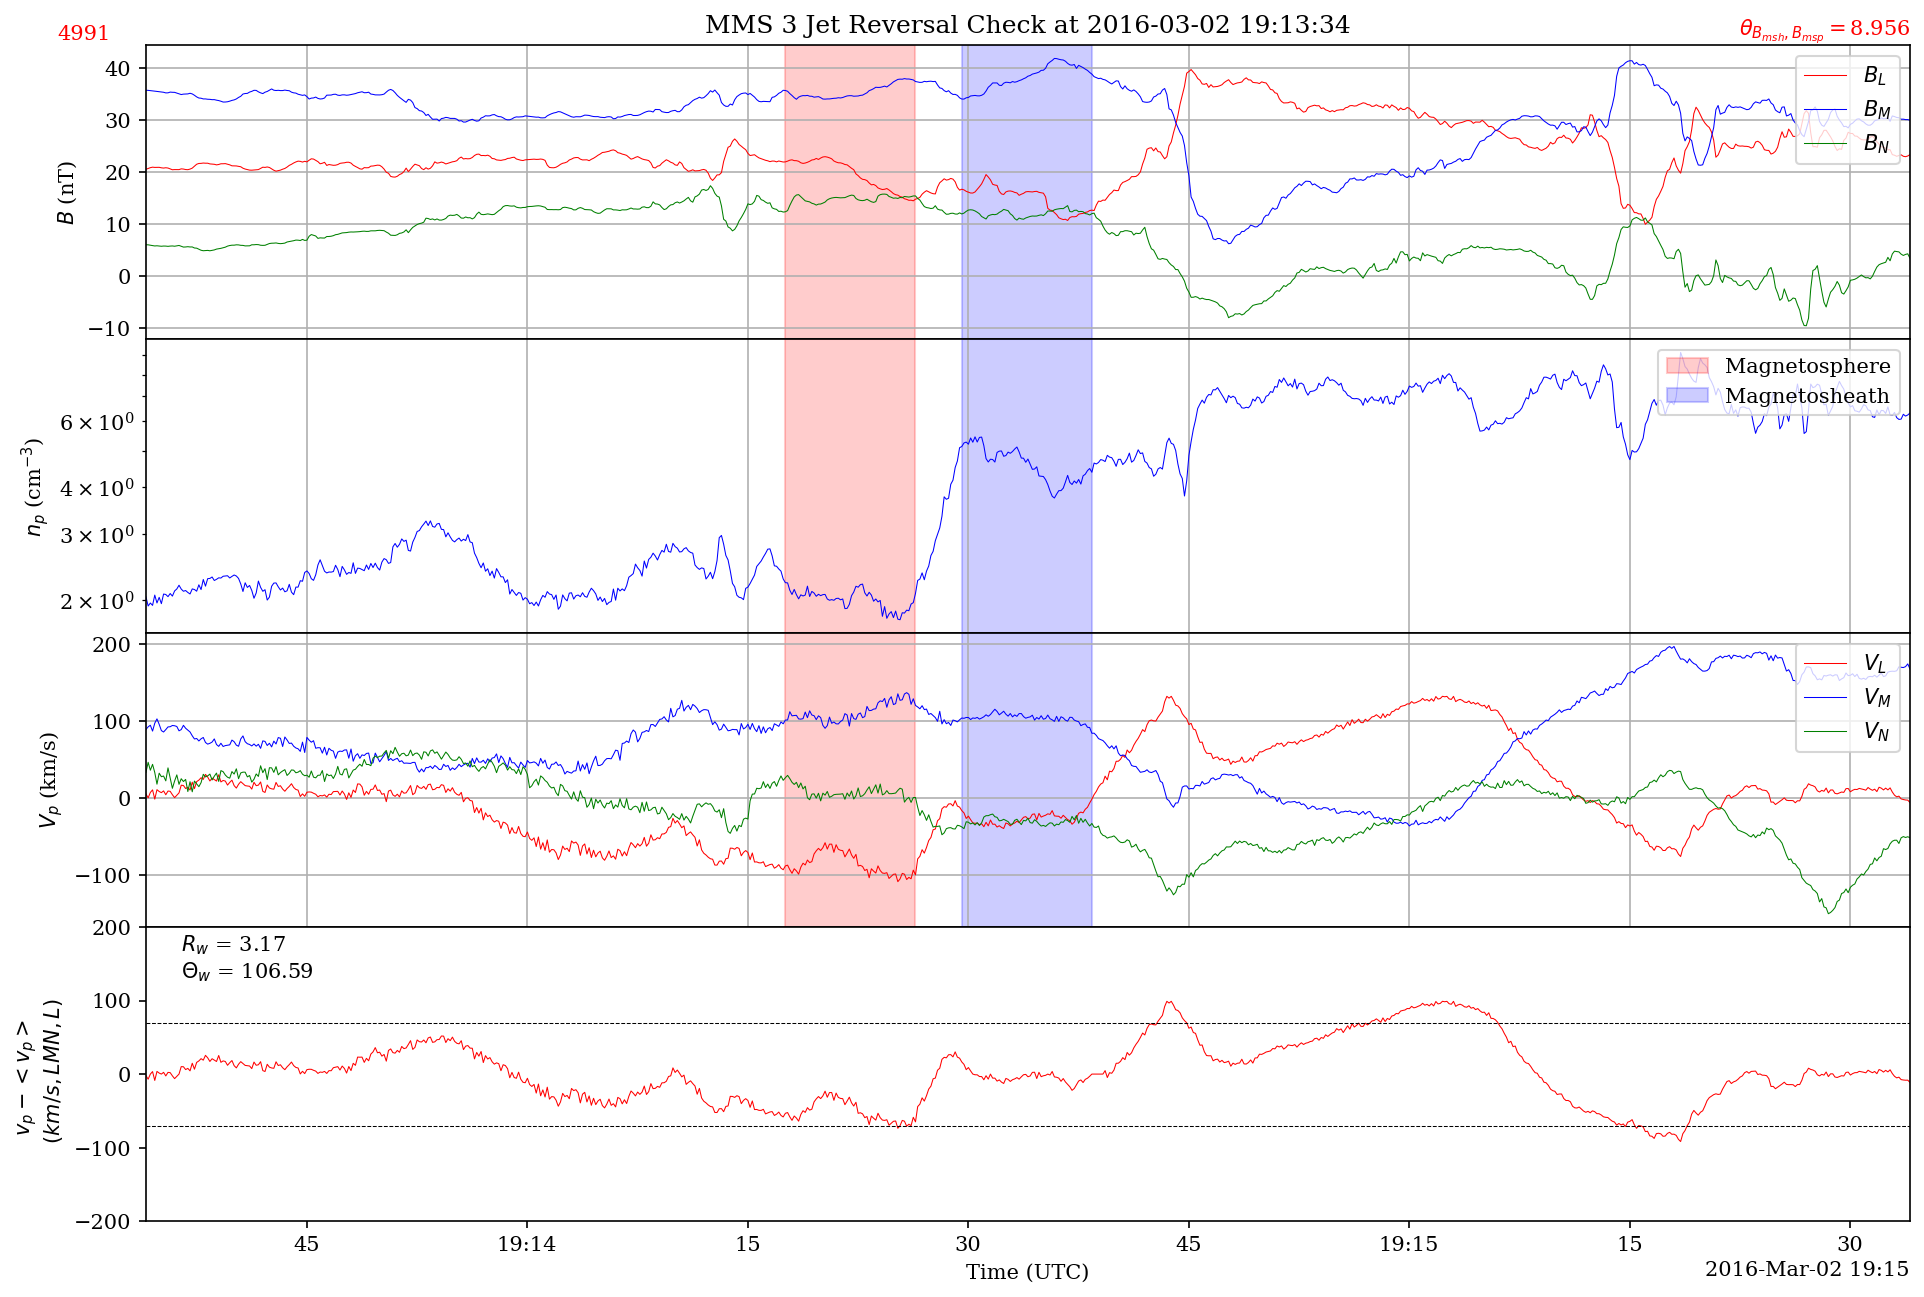 MMS 3 Jet Reversal Check at 2016-03-02 19:13:34
4991
θ_{B_{msh}, B_{msp}} = 8.956
40
30
20
10
0
−10
B (nT)
B_L
B_M
B_N
6 × 10^0
4 × 10^0
3 × 10^0
2 × 10^0
n_p (cm^{−3})
Magnetosphere
Magnetosheath
200
100
0
−100
V_p (km/s)
V_L
V_M
V_N
200
100
0
−100
−200
v_p − < v_p >
(km/s, LMN, L)
R_w = 3.17
Θ_w = 106.59
45
19:14
15
30
45
19:15
15
30
Time (UTC)
2016-Mar-02 19:15